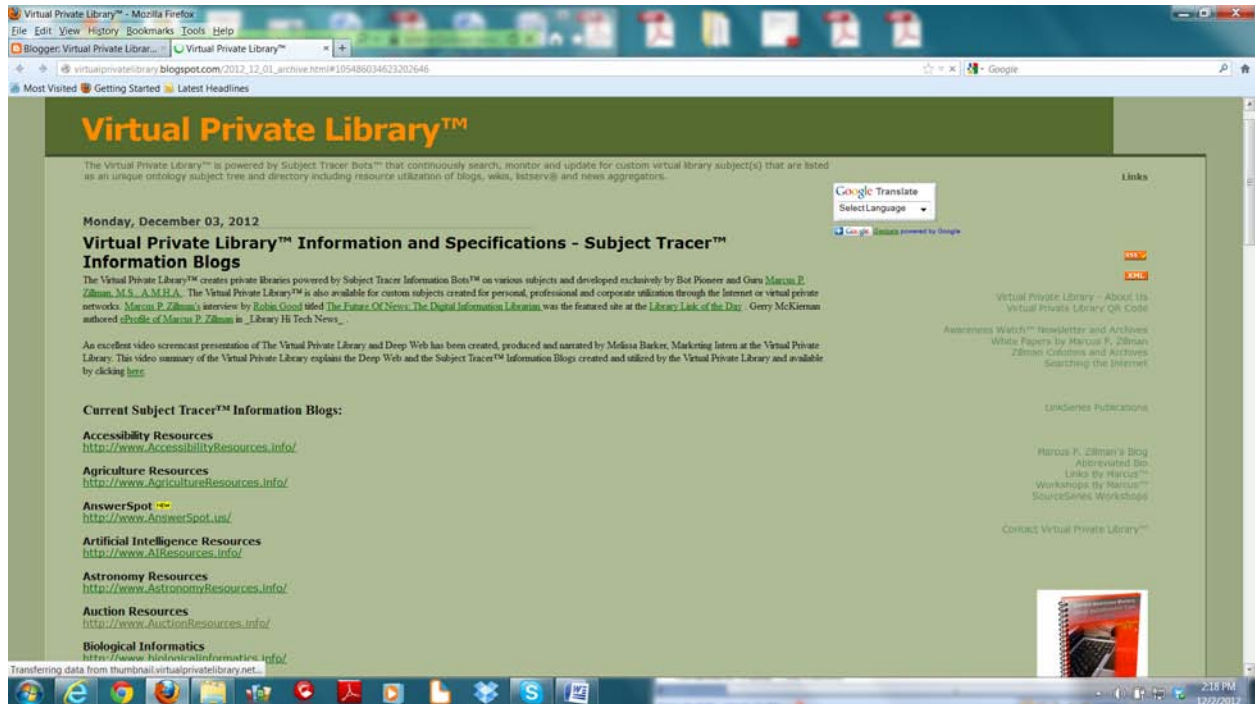 Virtual Private Library™ - Mozilla Firefox
File Edit View History Bookmarks Tools Help
Blogger: Virtual Private Librar... Virtual Private Library™
virtualprivatelibrary.blogspot.com/2012_12_01_archive.html#105486034623202646
Google
Most Visited Getting Started Latest Headlines
Virtual Private Library™
The Virtual Private Library™ is powered by Subject Tracer Bots™ that continuously search, monitor and update for custom virtual library subject(s) that are listed
as an unique ontology subject tree and directory including resource utilization of blogs, wikis, listserv® and news aggregators.
Links
Google Translate
Select Language
Google Gadgets powered by Google
Monday, December 03, 2012
Virtual Private Library™ Information and Specifications - Subject Tracer™
Information Blogs
The Virtual Private Library™ creates private libraries powered by Subject Tracer Information Bots™ on various subjects and developed exclusively by Bot Pioneer and Guru Marcus P.
Zillman, M.S., A.M.H.A. The Virtual Private Library™ is also available for custom subjects created for personal, professional and corporate utilization through the Internet or virtual private
networks. Marcus P. Zillman's interview by Robin Good titled The Future Of News: The Digital Information Librarian was the featured site at the Library Link of the Day . Gerry McKiernan
authored eProfile of Marcus P. Zillman in _Library Hi Tech News_ .
An excellent video screencast presentation of The Virtual Private Library and Deep Web has been created, produced and narrated by Melissa Barker, Marketing Intern at the Virtual Private
Library. This video summary of the Virtual Private Library explains the Deep Web and the Subject Tracer™ Information Blogs created and utilized by the Virtual Private Library and available
by clicking here.
Current Subject Tracer™ Information Blogs:
Accessibility Resources
http://www.AccessibilityResources.info/
Agriculture Resources
http://www.AgricultureResources.info/
AnswerSpot NEW
http://www.AnswerSpot.us/
Artificial Intelligence Resources
http://www.AIResources.info/
Astronomy Resources
http://www.AstronomyResources.info/
Auction Resources
http://www.AuctionResources.info/
Biological Informatics
http://www.biologicalinformatics.info/
RSS
XML
Virtual Private Library - About Us
Virtual Private Library QR Code
Awareness Watch™ Newsletter and Archives
White Papers by Marcus P. Zillman
Zillman Columns and Archives
Searching the Internet
LinkSeries Publications
Marcus P. Zillman's Blog
Abbreviated Bio
Links By Marcus™
Workshops By Marcus™
SourceSeries Workshops
Contact Virtual Private Library™
Transferring data from thumbnail.virtualprivatelibrary.net...
2:18 PM
12/2/2012